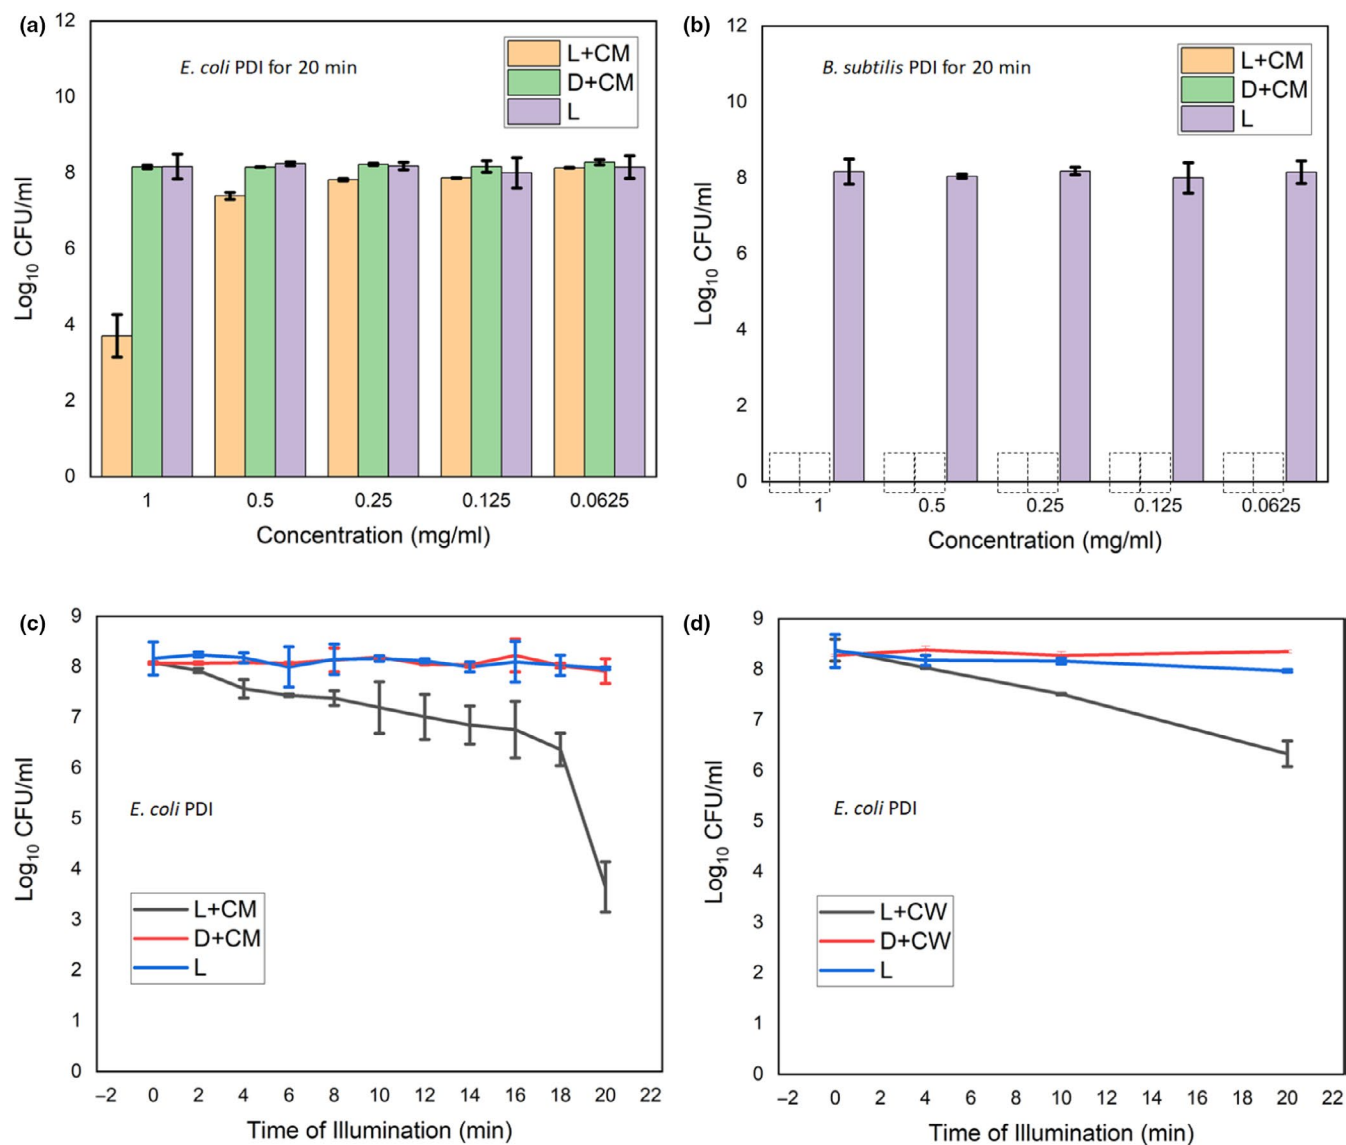 (a)
12
10
8
6
4
2
0
Log₁₀ CFU/ml
E. coli PDI for 20 min
L+CM
D+CM
L
1 0.5 0.25 0.125 0.0625
Concentration (mg/ml)
(b)
12
10
8
6
4
2
0
Log₁₀ CFU/ml
B. subtilis PDI for 20 min
L+CM
D+CM
L
1 0.5 0.25 0.125 0.0625
Concentration (mg/ml)
(c)
9
8
7
6
5
4
3
2
1
0
Log₁₀ CFU/ml
E. coli PDI
L+CM
D+CM
L
–2 0 2 4 6 8 10 12 14 16 18 20 22
Time of Illumination (min)
(d)
9
8
7
6
5
4
3
2
1
0
Log₁₀ CFU/ml
E. coli PDI
L+CW
D+CW
L
–2 0 2 4 6 8 10 12 14 16 18 20 22
Time of Illumination (min)